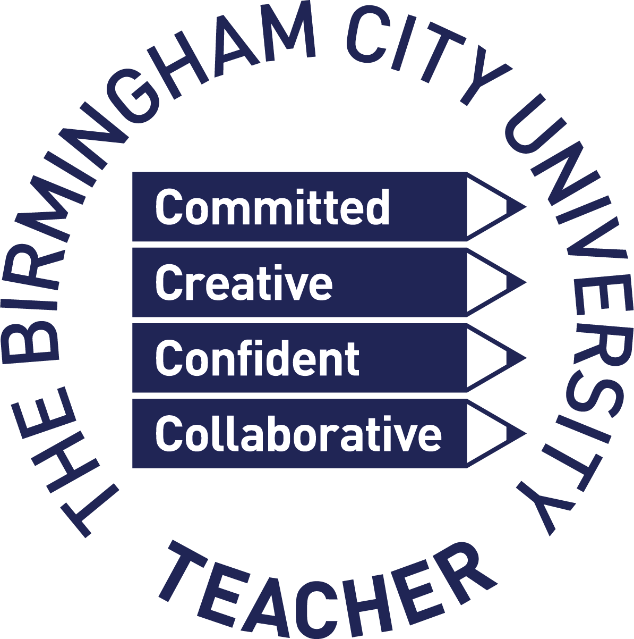 THE BIRMINGHAM CITY UNIVERSITY
Committed
Creative
Confident
Collaborative
TEACHER